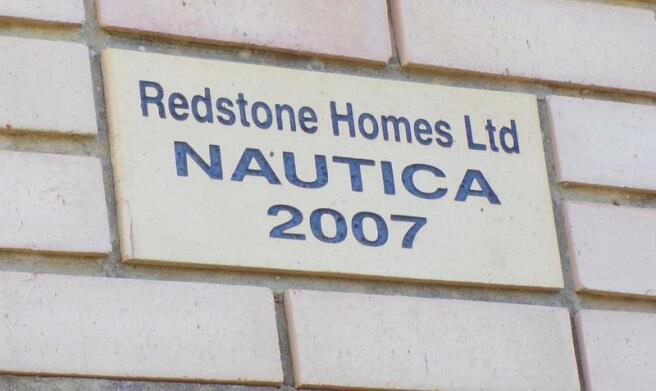 Redstone Homes Ltd
NAUTICA
2007